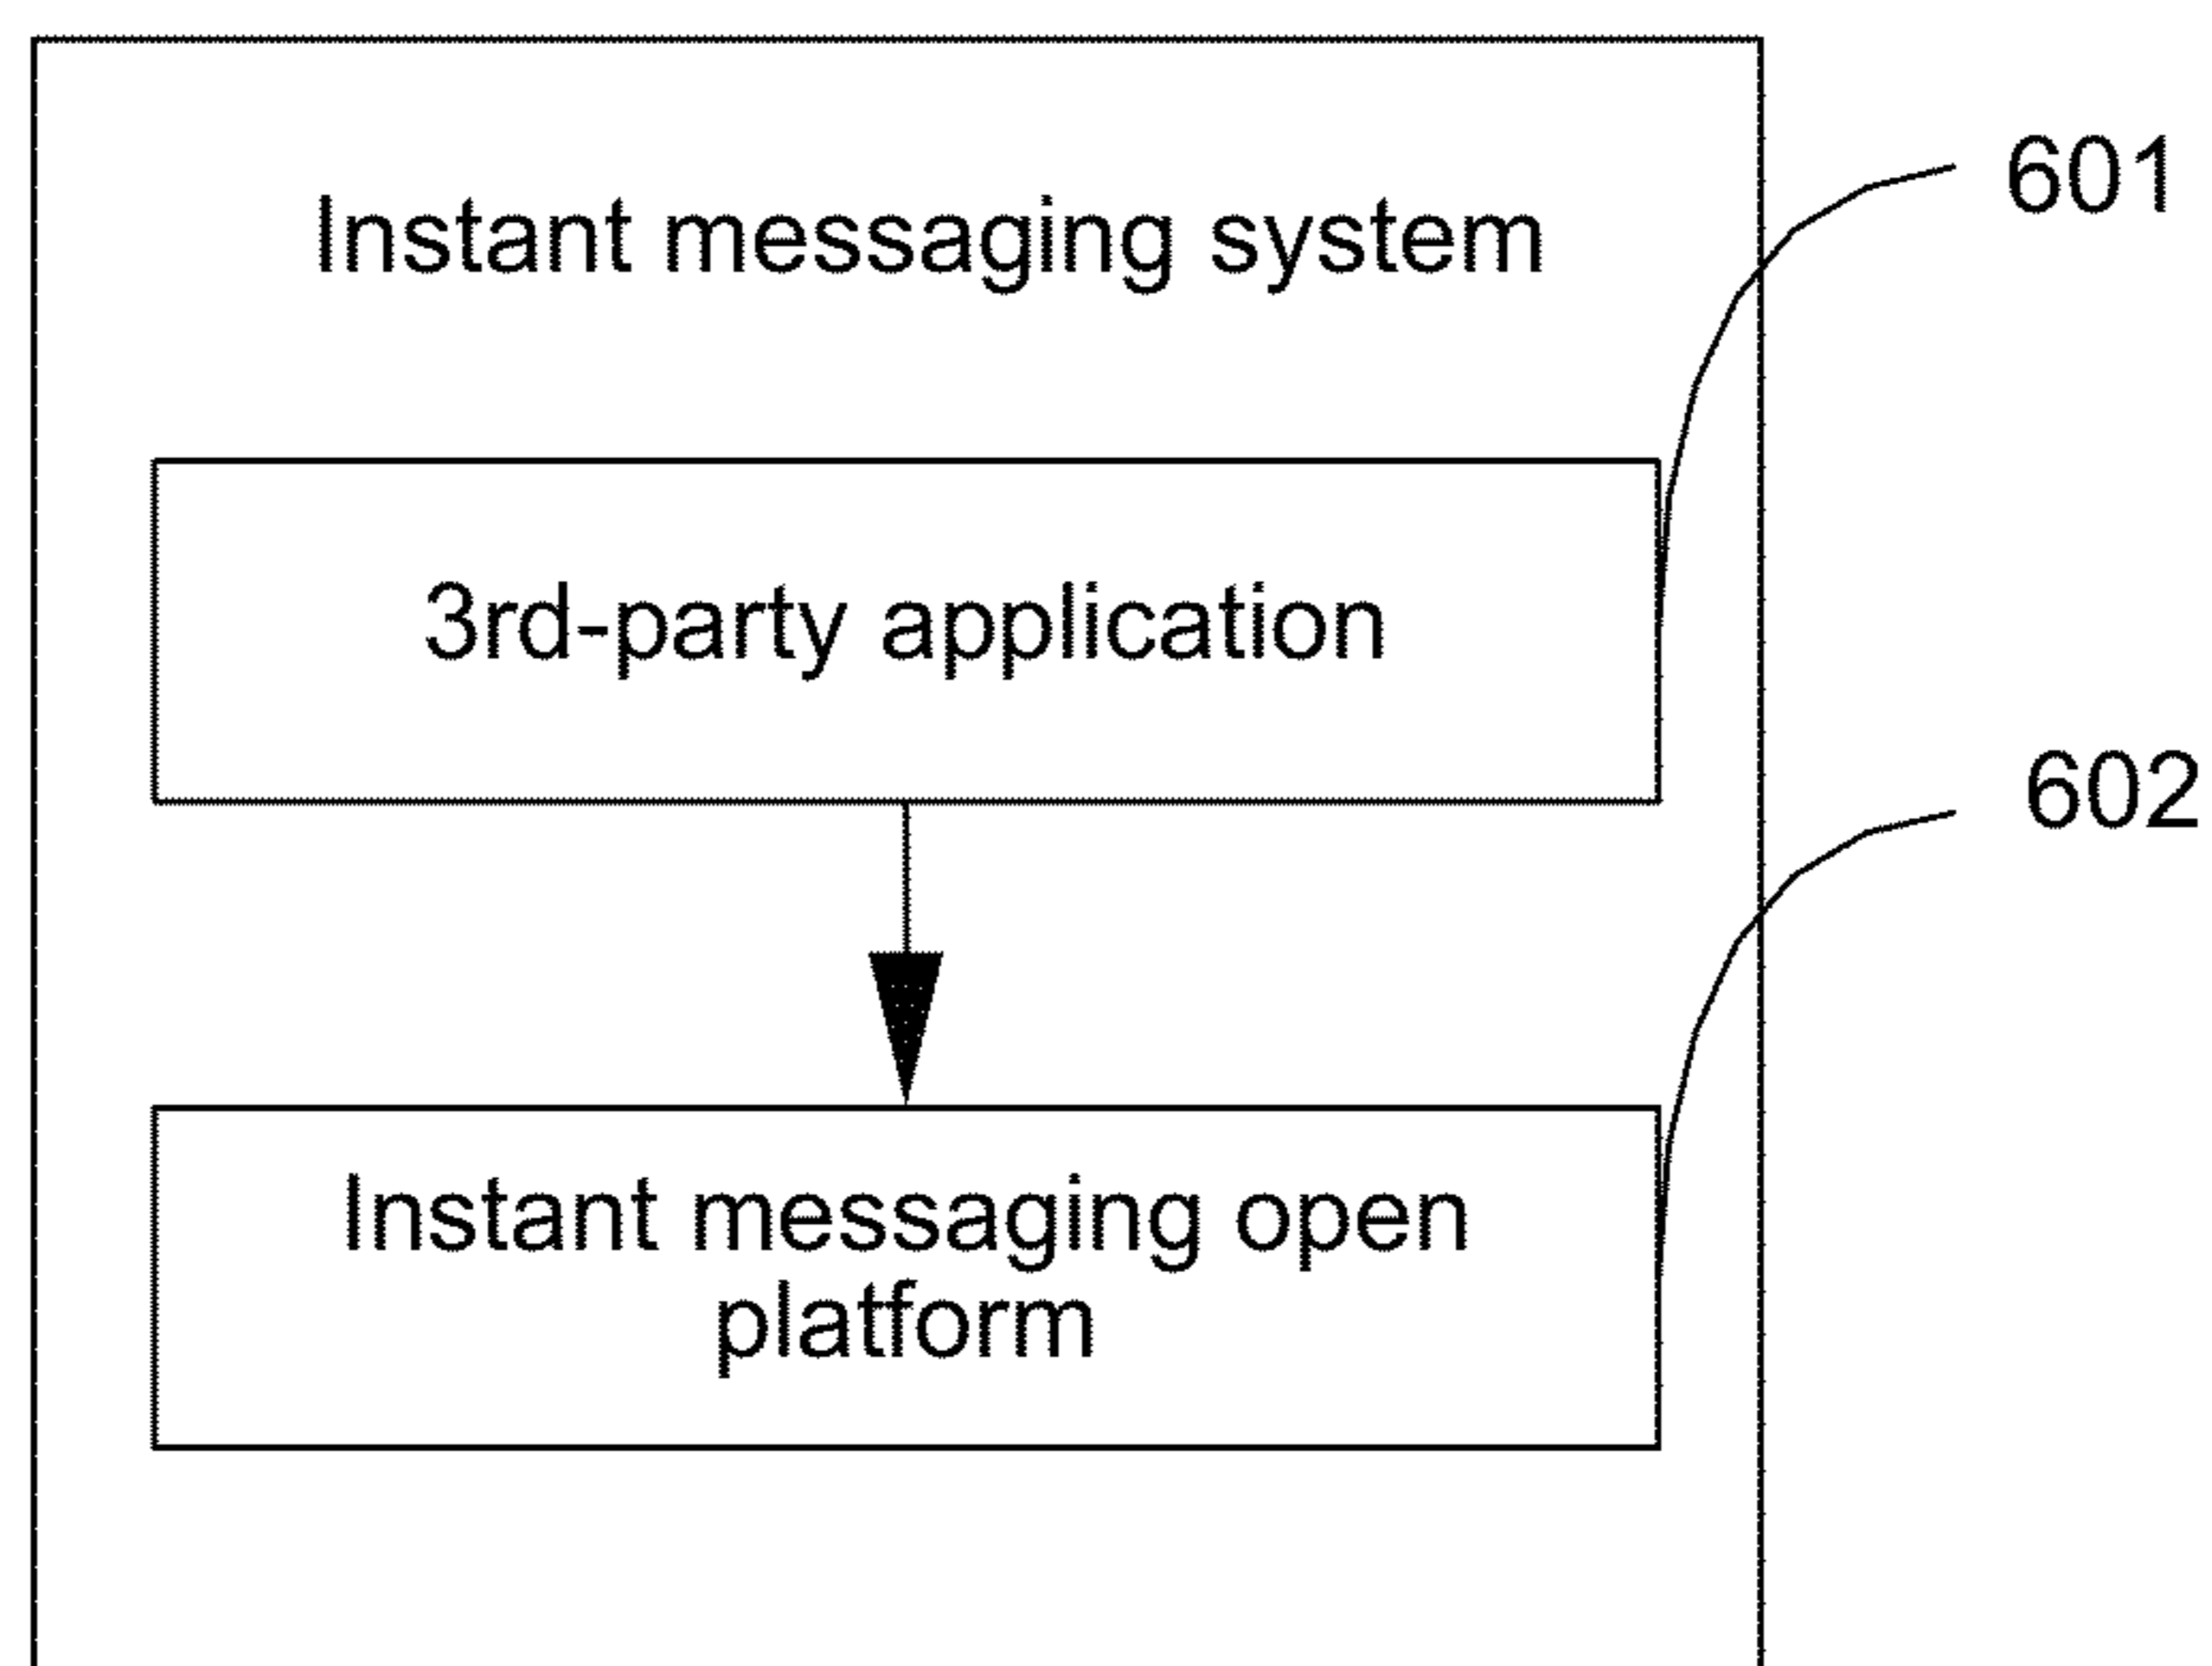 Instant messaging system
601
3rd-party application
602
Instant messaging open
platform